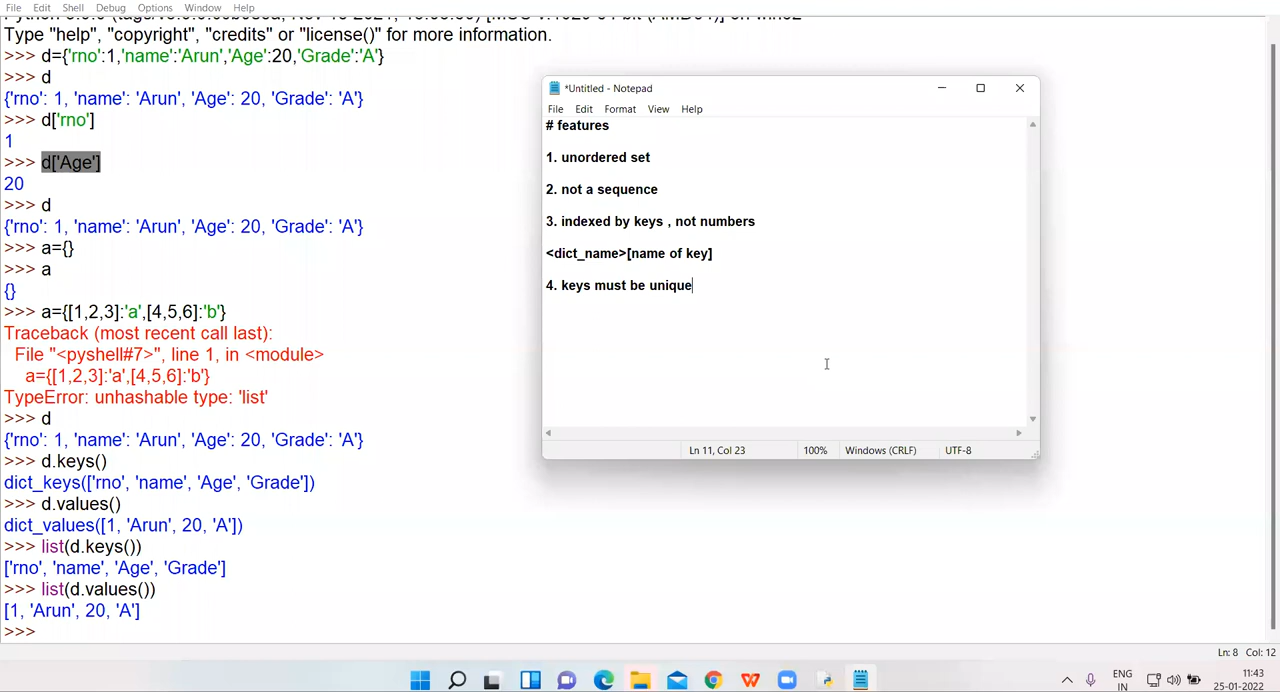 File Edit Shell Debug Options Window Help
Type "help", "copyright", "credits" or "license()" for more information.
>>> d={'rno':1,'name':'Arun','Age':20,'Grade':'A'}
>>> d
{'rno': 1, 'name': 'Arun', 'Age': 20, 'Grade': 'A'}
>>> d['rno']
1
>>> d['Age']
20
>>> d
{'rno': 1, 'name': 'Arun', 'Age': 20, 'Grade': 'A'}
>>> a={}
>>> a
{}
>>> a={[1,2,3]:'a',[4,5,6]:'b'}
Traceback (most recent call last):
File "<pyshell#7>", line 1, in <module>
a={[1,2,3]:'a',[4,5,6]:'b'}
TypeError: unhashable type: 'list'
>>> d
{'rno': 1, 'name': 'Arun', 'Age': 20, 'Grade': 'A'}
>>> d.keys()
dict_keys(['rno', 'name', 'Age', 'Grade'])
>>> d.values()
dict_values([1, 'Arun', 20, 'A'])
>>> list(d.keys())
['rno', 'name', 'Age', 'Grade']
>>> list(d.values())
[1, 'Arun', 20, 'A']
>>>
*Untitled - Notepad
File Edit Format View Help
# features
1. unordered set
2. not a sequence
3. indexed by keys , not numbers
<dict_name>[name of key]
4. keys must be unique
Ln 11, Col 23 100% Windows (CRLF) UTF-8
Ln: 8 Col: 12
ENG
IN
11:43
25-01-2022